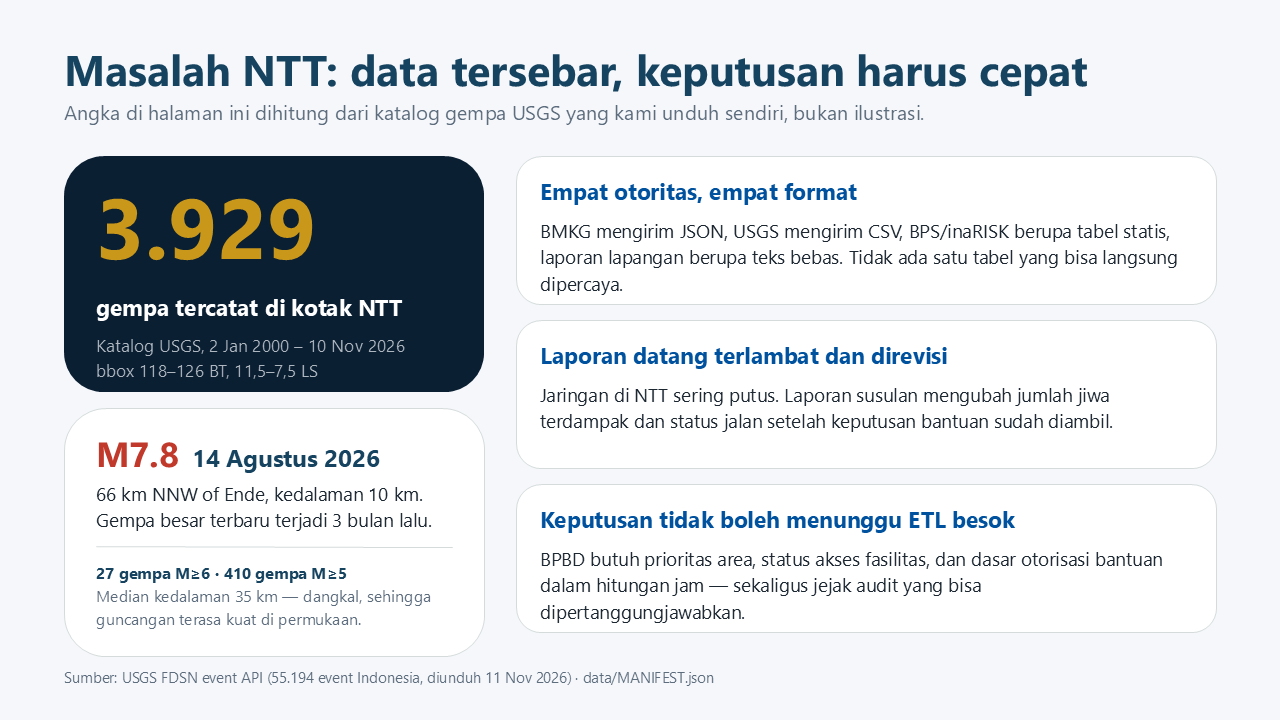 Masalah NTT: data tersebar, keputusan harus cepat
Angka di halaman ini dihitung dari katalog gempa USGS yang kami unduh sendiri, bukan ilustrasi.
3.929
gempa tercatat di kotak NTT
Katalog USGS, 2 Jan 2000 – 10 Nov 2026
bbox 118–126 BT, 11,5–7,5 LS
M7.8 14 Agustus 2026
66 km NNW of Ende, kedalaman 10 km.
Gempa besar terbaru terjadi 3 bulan lalu.
27 gempa M≥6 · 410 gempa M≥5
Median kedalaman 35 km — dangkal, sehingga
guncangan terasa kuat di permukaan.
Empat otoritas, empat format
BMKG mengirim JSON, USGS mengirim CSV, BPS/inaRISK berupa tabel statis,
laporan lapangan berupa teks bebas. Tidak ada satu tabel yang bisa langsung
dipercaya.
Laporan datang terlambat dan direvisi
Jaringan di NTT sering putus. Laporan susulan mengubah jumlah jiwa
terdampak dan status jalan setelah keputusan bantuan sudah diambil.
Keputusan tidak boleh menunggu ETL besok
BPBD butuh prioritas area, status akses fasilitas, dan dasar otorisasi bantuan
dalam hitungan jam — sekaligus jejak audit yang bisa
dipertanggungjawabkan.
Sumber: USGS FDSN event API (55.194 event Indonesia, diunduh 11 Nov 2026) · data/MANIFEST.json